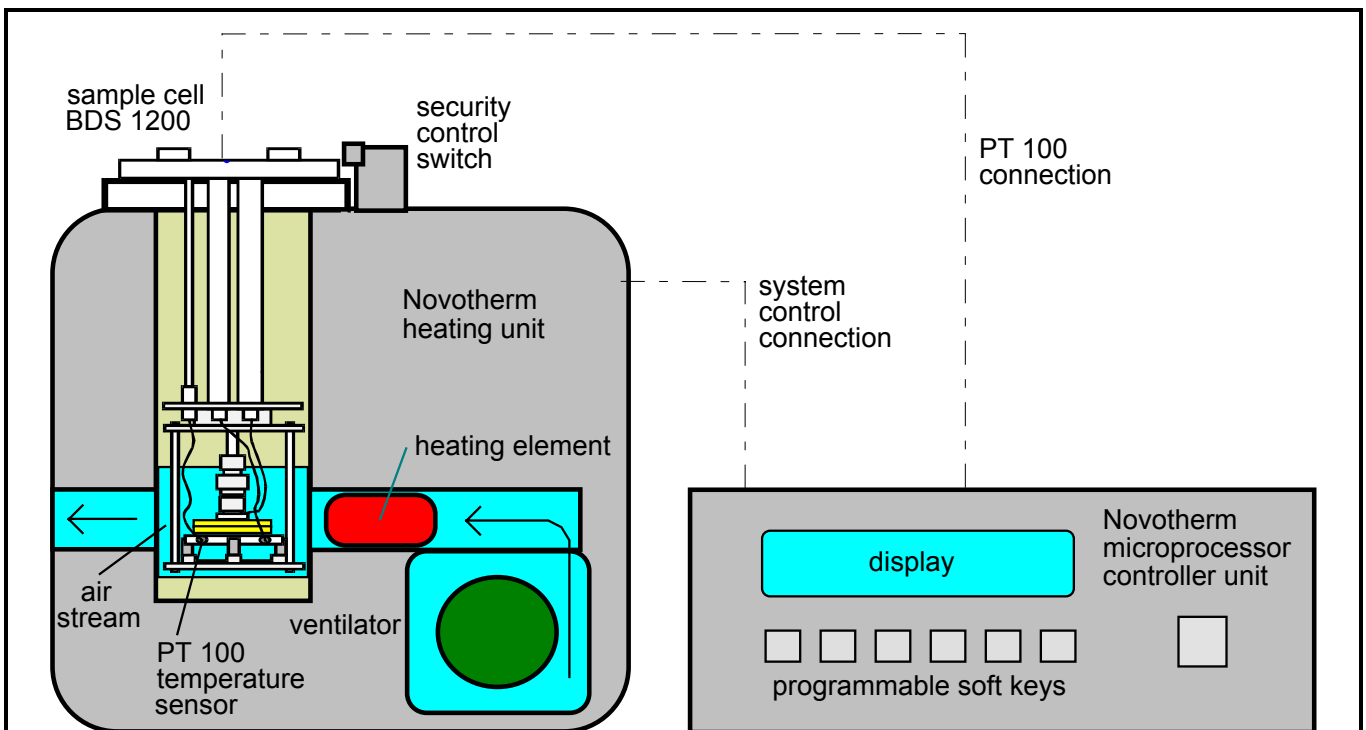 sample cell
BDS 1200
security
control
switch
PT 100
connection
Novotherm
heating unit
system
control
connection
heating element
air
stream
PT 100
temperature
sensor
ventilator
display
Novotherm
microprocessor
controller unit
programmable soft keys